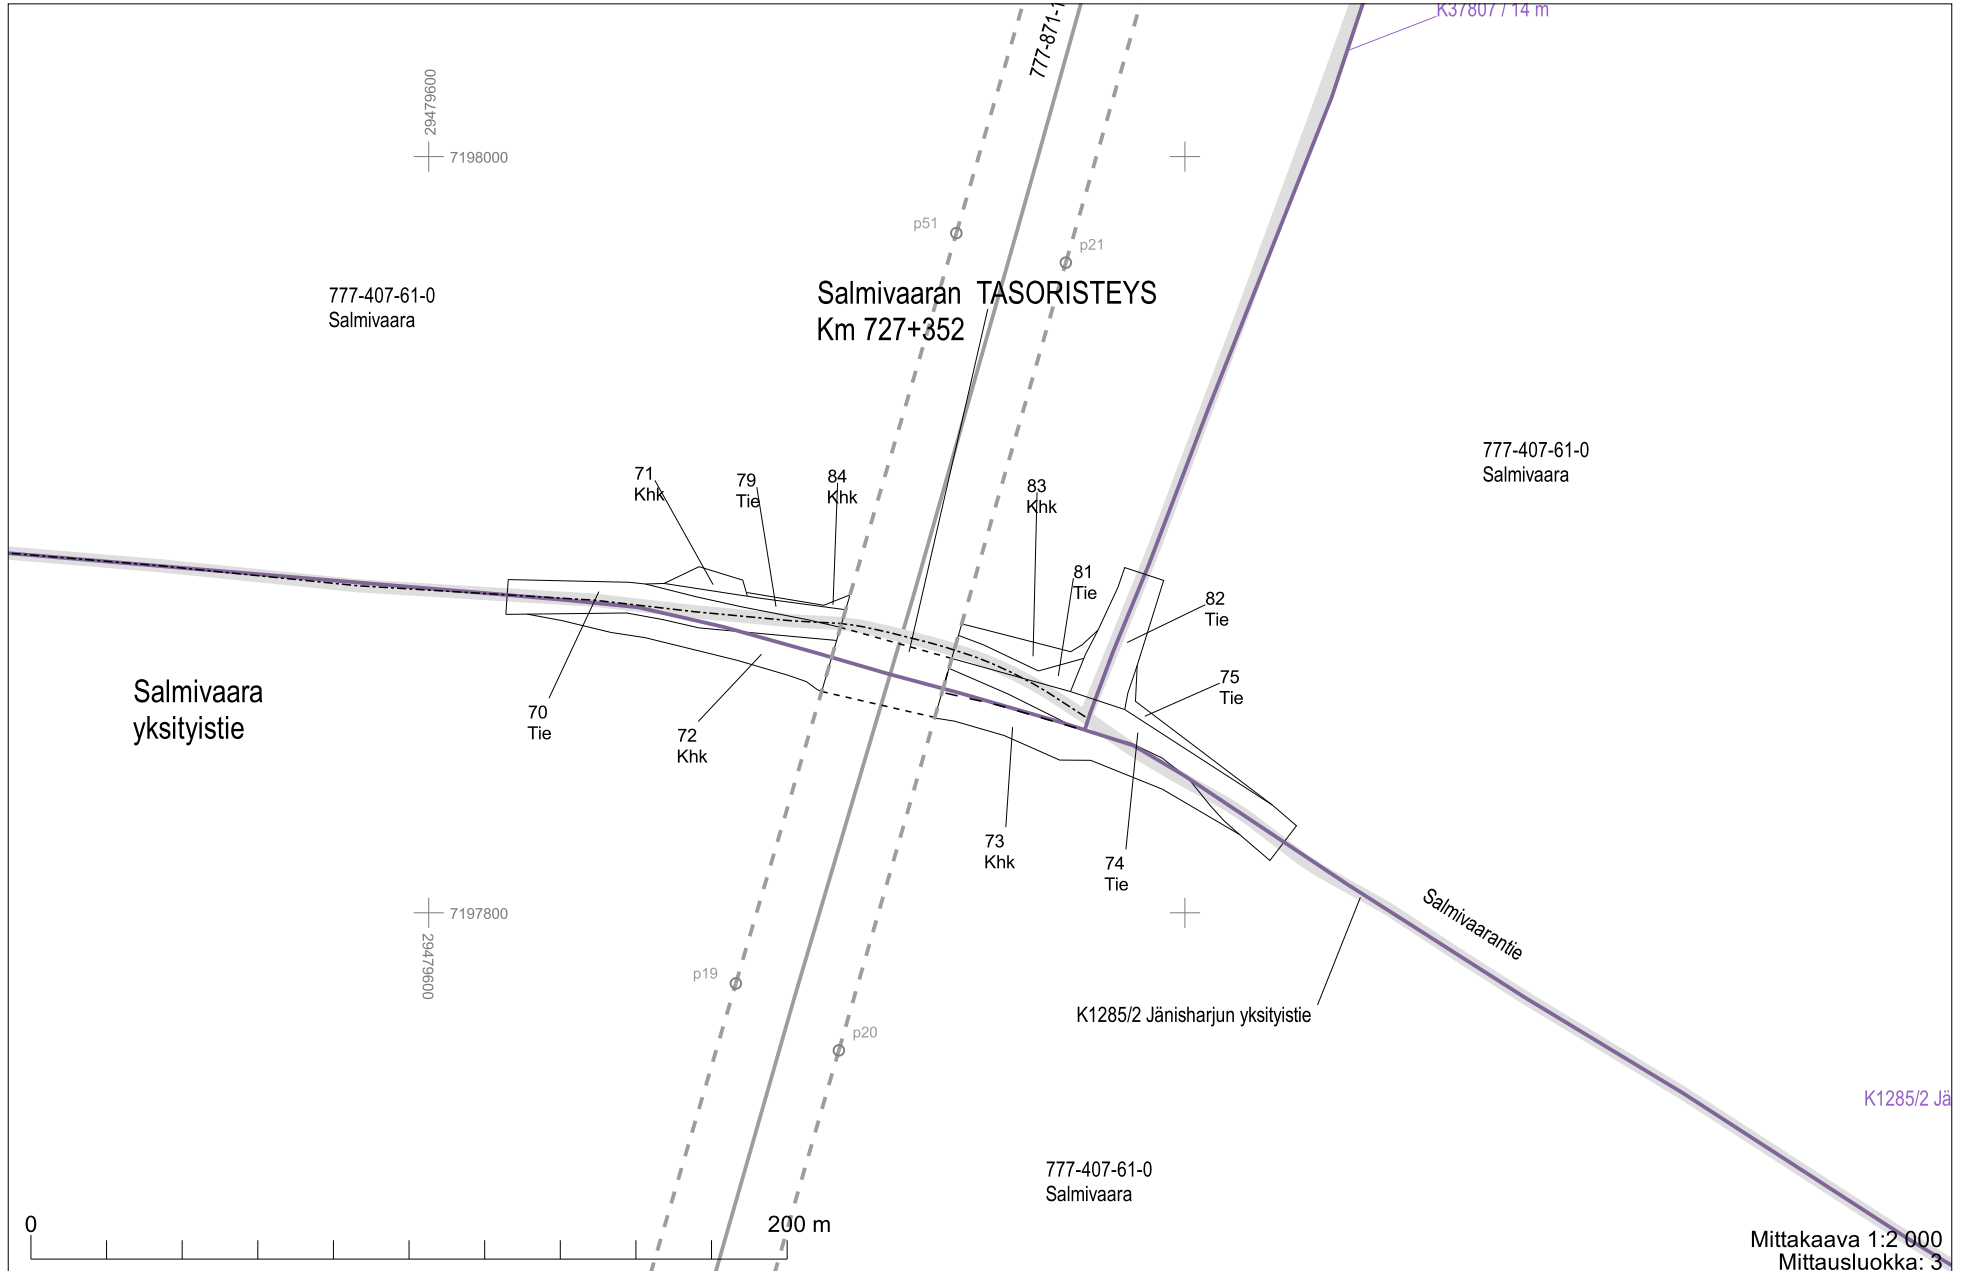 K37807 / 14 m
777-871-1
29479600
7198000
p51
p21
777-407-61-0
Salmivaara
Salmivaaran TASORISTEYS
Km 727+352
777-407-61-0
Salmivaara
71
Khk
79
Tie
84
Khk
83
Khk
81
Tie
82
Tie
75
Tie
Salmivaara
yksityistie
70
Tie
72
Khk
73
Khk
74
Tie
7197800
29479600
Salmivaarantie
p19
p20
K1285/2 Jänisharjun yksityistie
K1285/2 Jä
777-407-61-0
Salmivaara
0
200 m
Mittakaava 1:2 000
Mittausluokka: 3